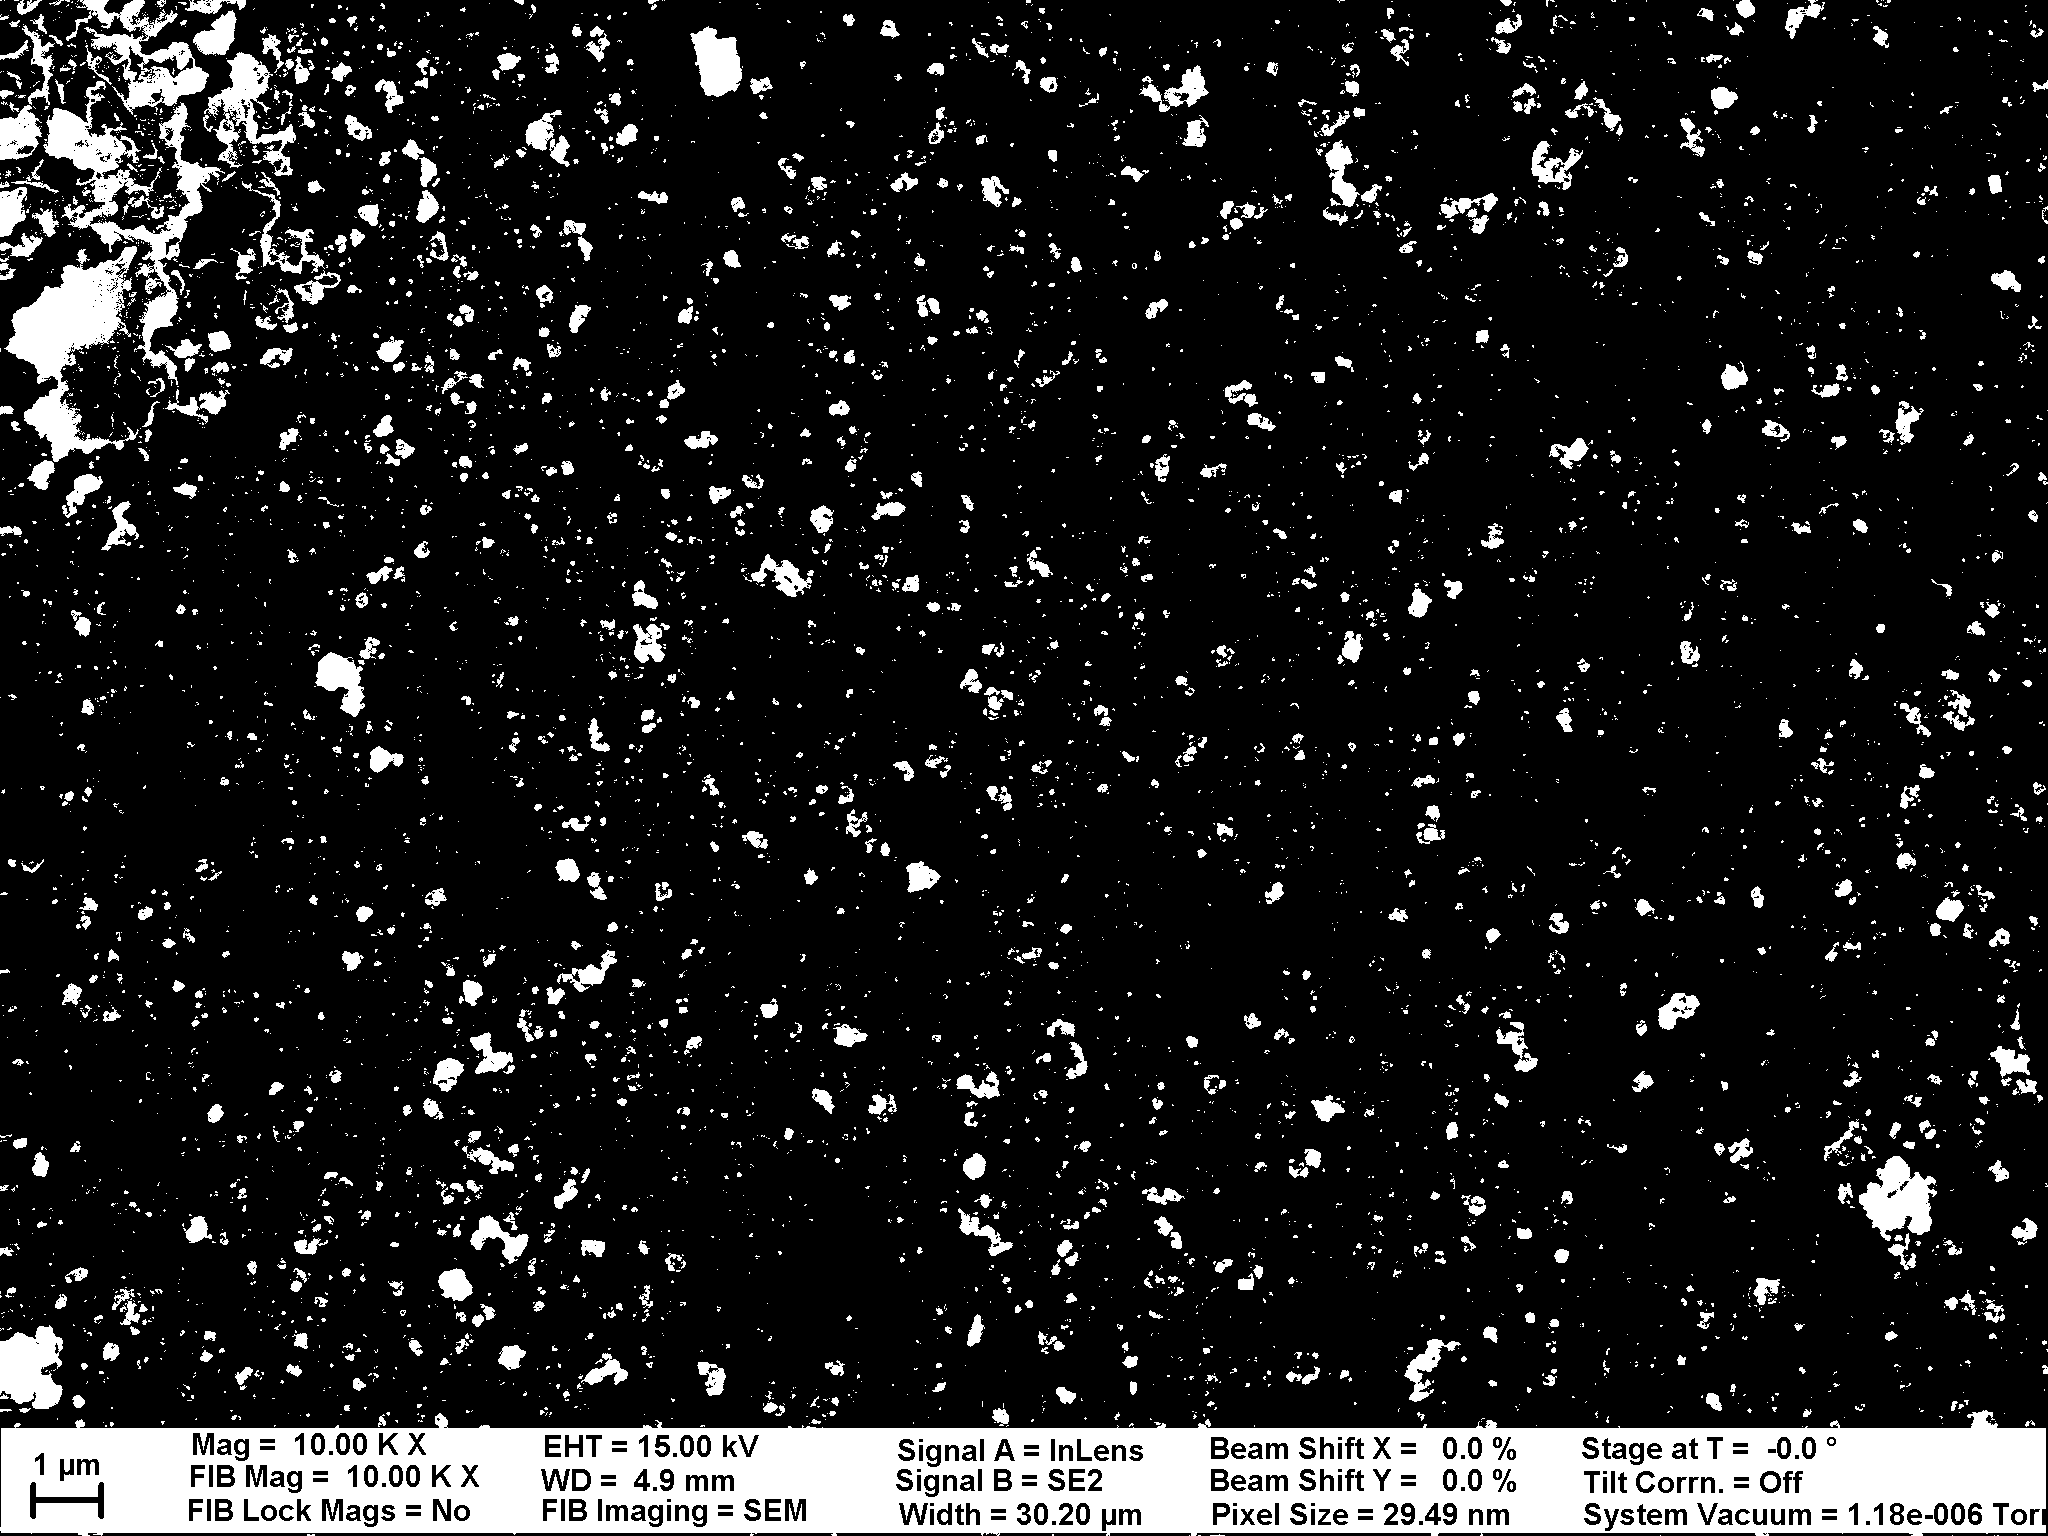 1 µm
Mag = 10.00 K X
FIB Mag = 10.00 K X
FIB Lock Mags = No
EHT = 15.00 kV
WD = 4.9 mm
FIB Imaging = SEM
Signal A = InLens
Signal B = SE2
Width = 30.20 µm
Beam Shift X = 0.0 %
Beam Shift Y = 0.0 %
Pixel Size = 29.49 nm
Stage at T = -0.0 °
Tilt Corrn. = Off
System Vacuum = 1.18e-006 Torr